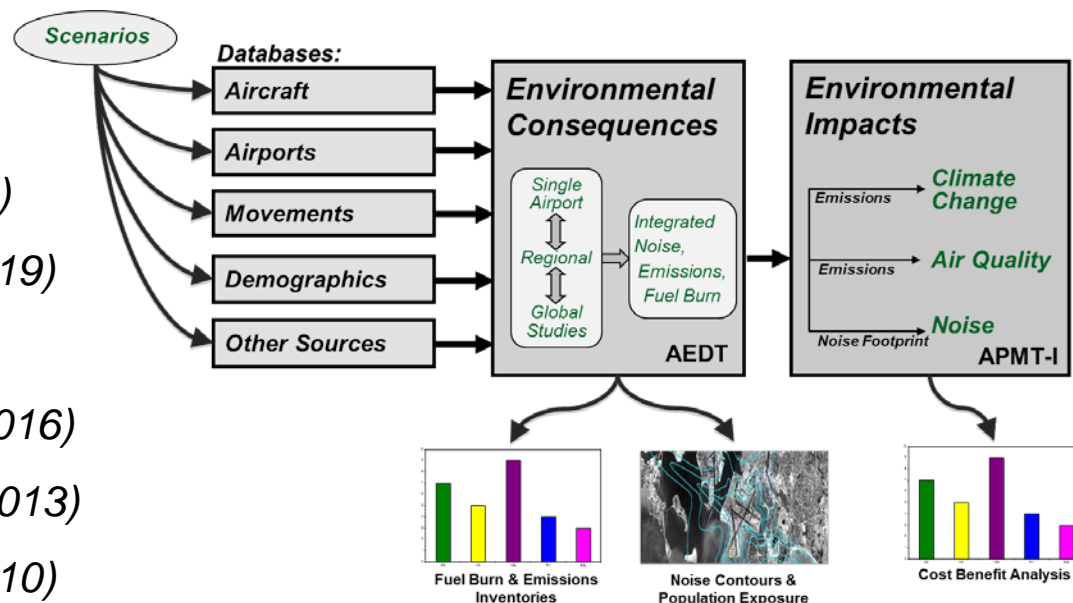 )
19)
016)
013)
10)
Scenarios
Databases:
Aircraft
Airports
Movements
Demographics
Other Sources
Environmental
Consequences
Single
Airport
Regional
Global
Studies
Integrated
Noise,
Emissions,
Fuel Burn
AEDT
Environmental
Impacts
Emissions
Climate
Change
Emissions
Air Quality
Noise Footprint
Noise
APMT-I
Fuel Burn & Emissions
Inventories
Noise Contours &
Population Exposure
Cost Benefit Analysis